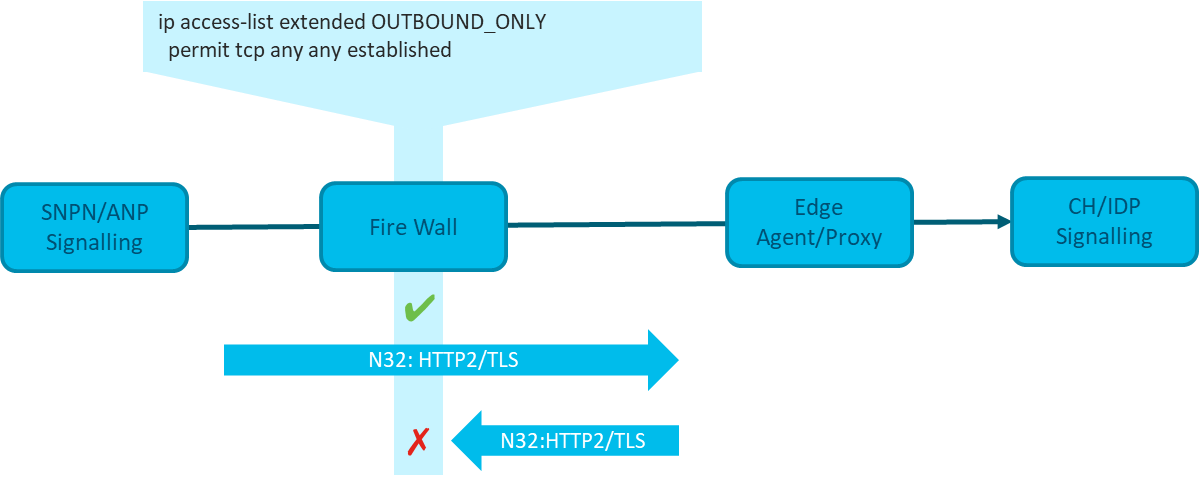 ip access-list extended OUTBOUND_ONLY
permit tcp any any established
SNPN/ANP
Signalling
Fire Wall
Edge
Agent/Proxy
CH/IDP
Signalling
N32: HTTP2/TLS
N32:HTTP2/TLS